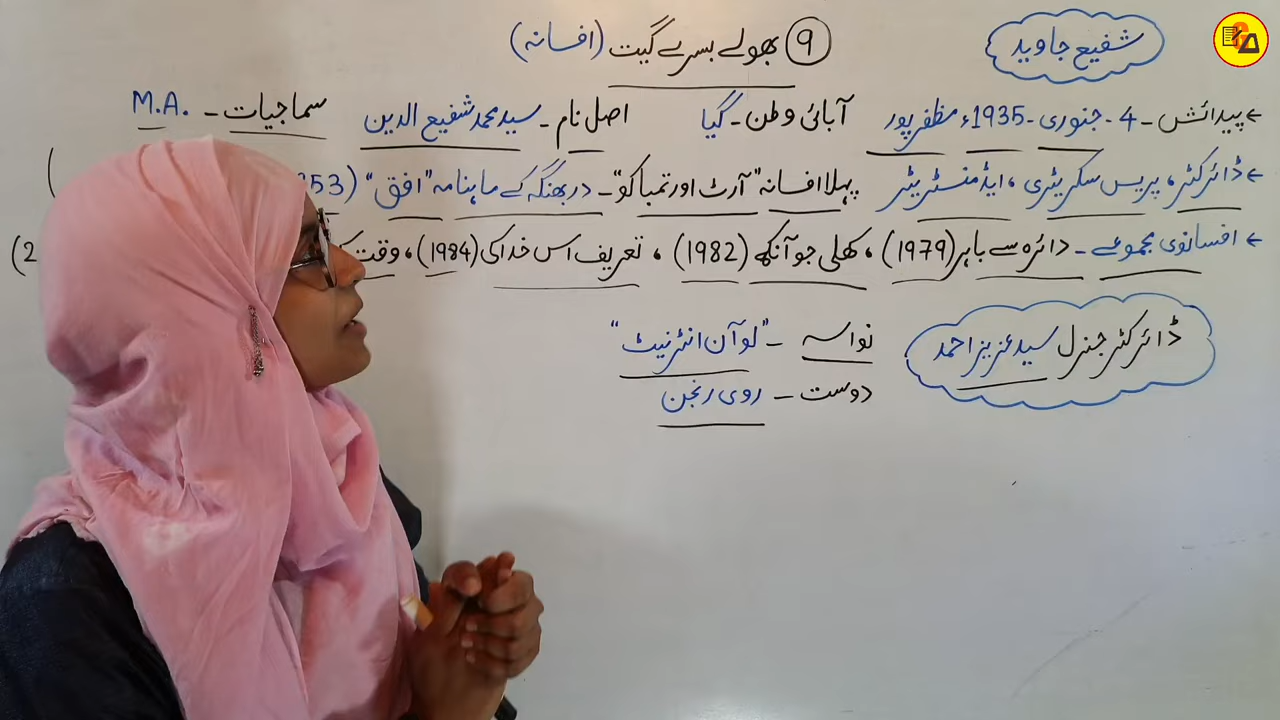 ۹ بھولے بسرے گیت (افسانہ)
شفیع جاوید
← پیدائش - 4 - جنوری - 1935ء مظفر پور آبائی وطن - گیا اصل نام - سید محمد شفیع الدین سماجیات - M.A.
← ڈائرکٹر، پریس سکریٹری، ایڈمنسٹریٹر پہلا افسانہ "آرٹ اور تمباکو" - دربھنگہ کے ماہنامہ "افق" (
← افسانوی مجموعے - دائرہ سے باہر (1979)، کھلی جو آنکھ (1982)، تعریف اس خدا کی (1984)، وقت
ڈائرکٹر جنرل سید عزیز احمد
نواسہ - "لو آن انٹرنیٹ"
دوست - روی رنجن